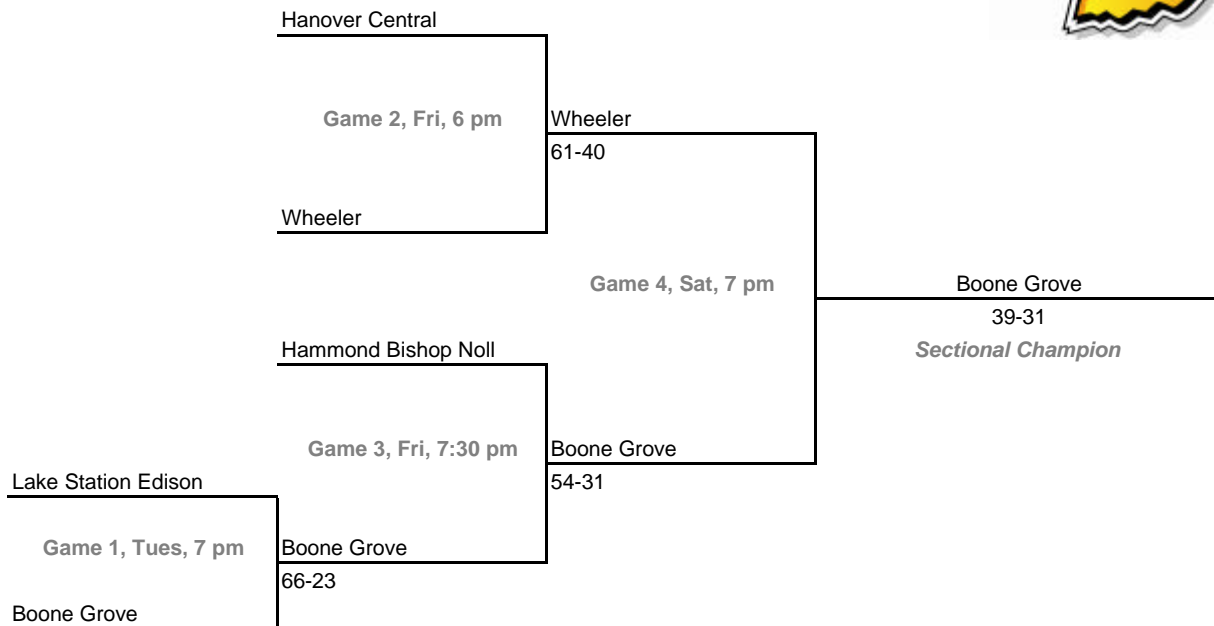 Hanover Central
Game 2, Fri, 6 pm
Wheeler
61-40
Wheeler
Game 4, Sat, 7 pm
Boone Grove
39-31
Sectional Champion
Hammond Bishop Noll
Game 3, Fri, 7:30 pm
Boone Grove
54-31
Lake Station Edison
Game 1, Tues, 7 pm
Boone Grove
66-23
Boone Grove